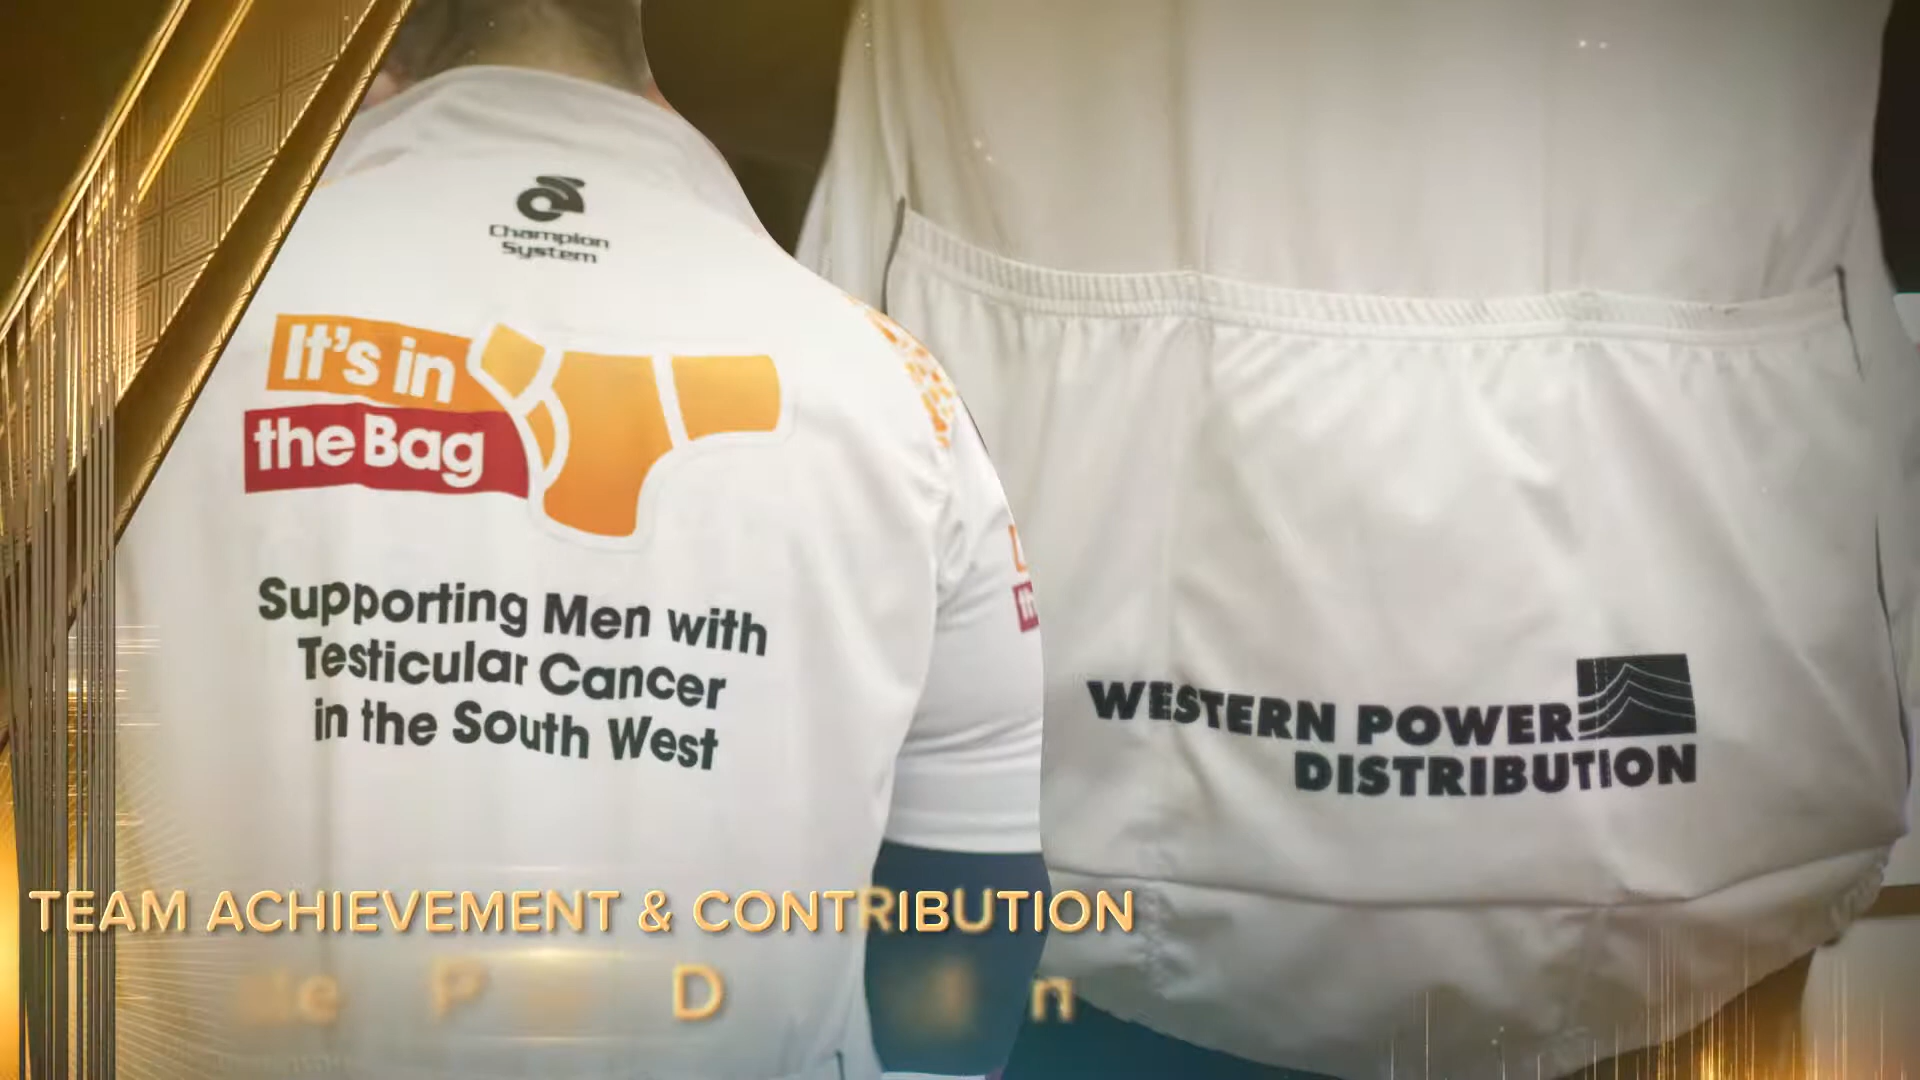 Champion
System
It's in
the Bag
Supporting Men with
Testicular Cancer
in the South West
WESTERN POWER
DISTRIBUTION
TEAM ACHIEVEMENT & CONTRIBUTION